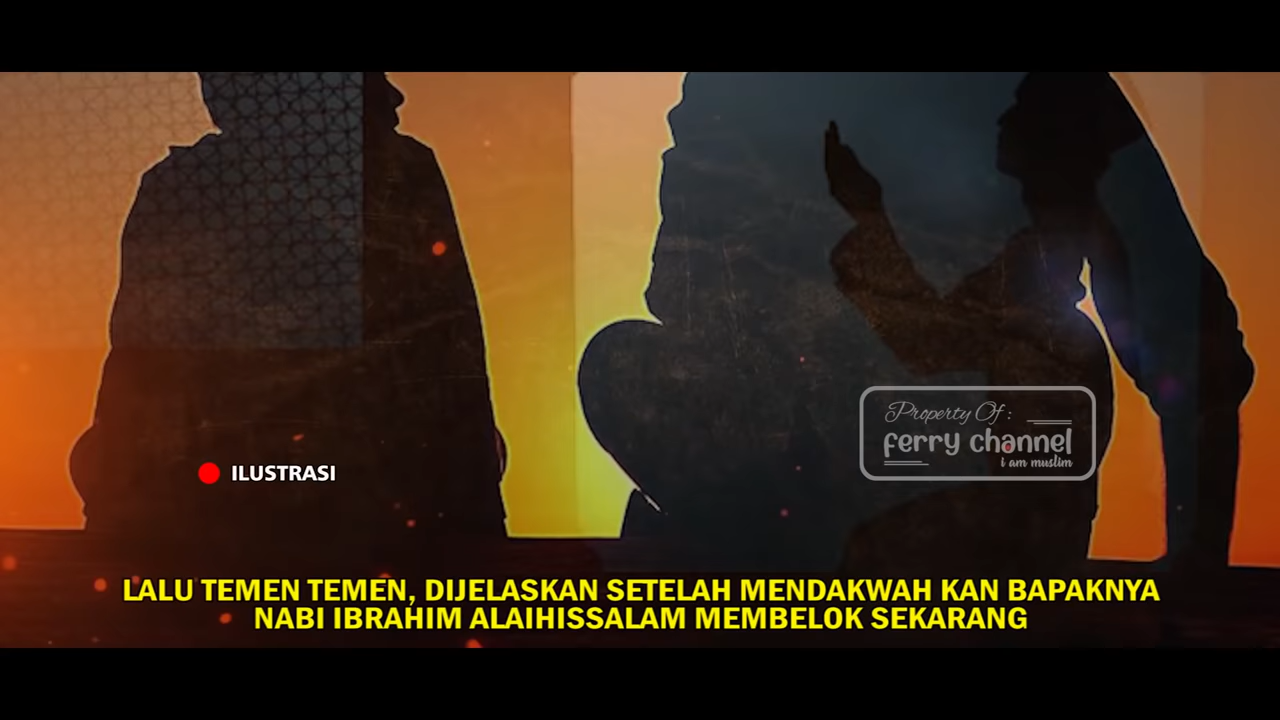 Property Of :
ferry channel
i am muslim
ILUSTRASI
LALU TEMEN TEMEN, DIJELASKAN SETELAH MENDAKWAH KAN BAPAKNYA
NABI IBRAHIM ALAIHISSALAM MEMBELOK SEKARANG